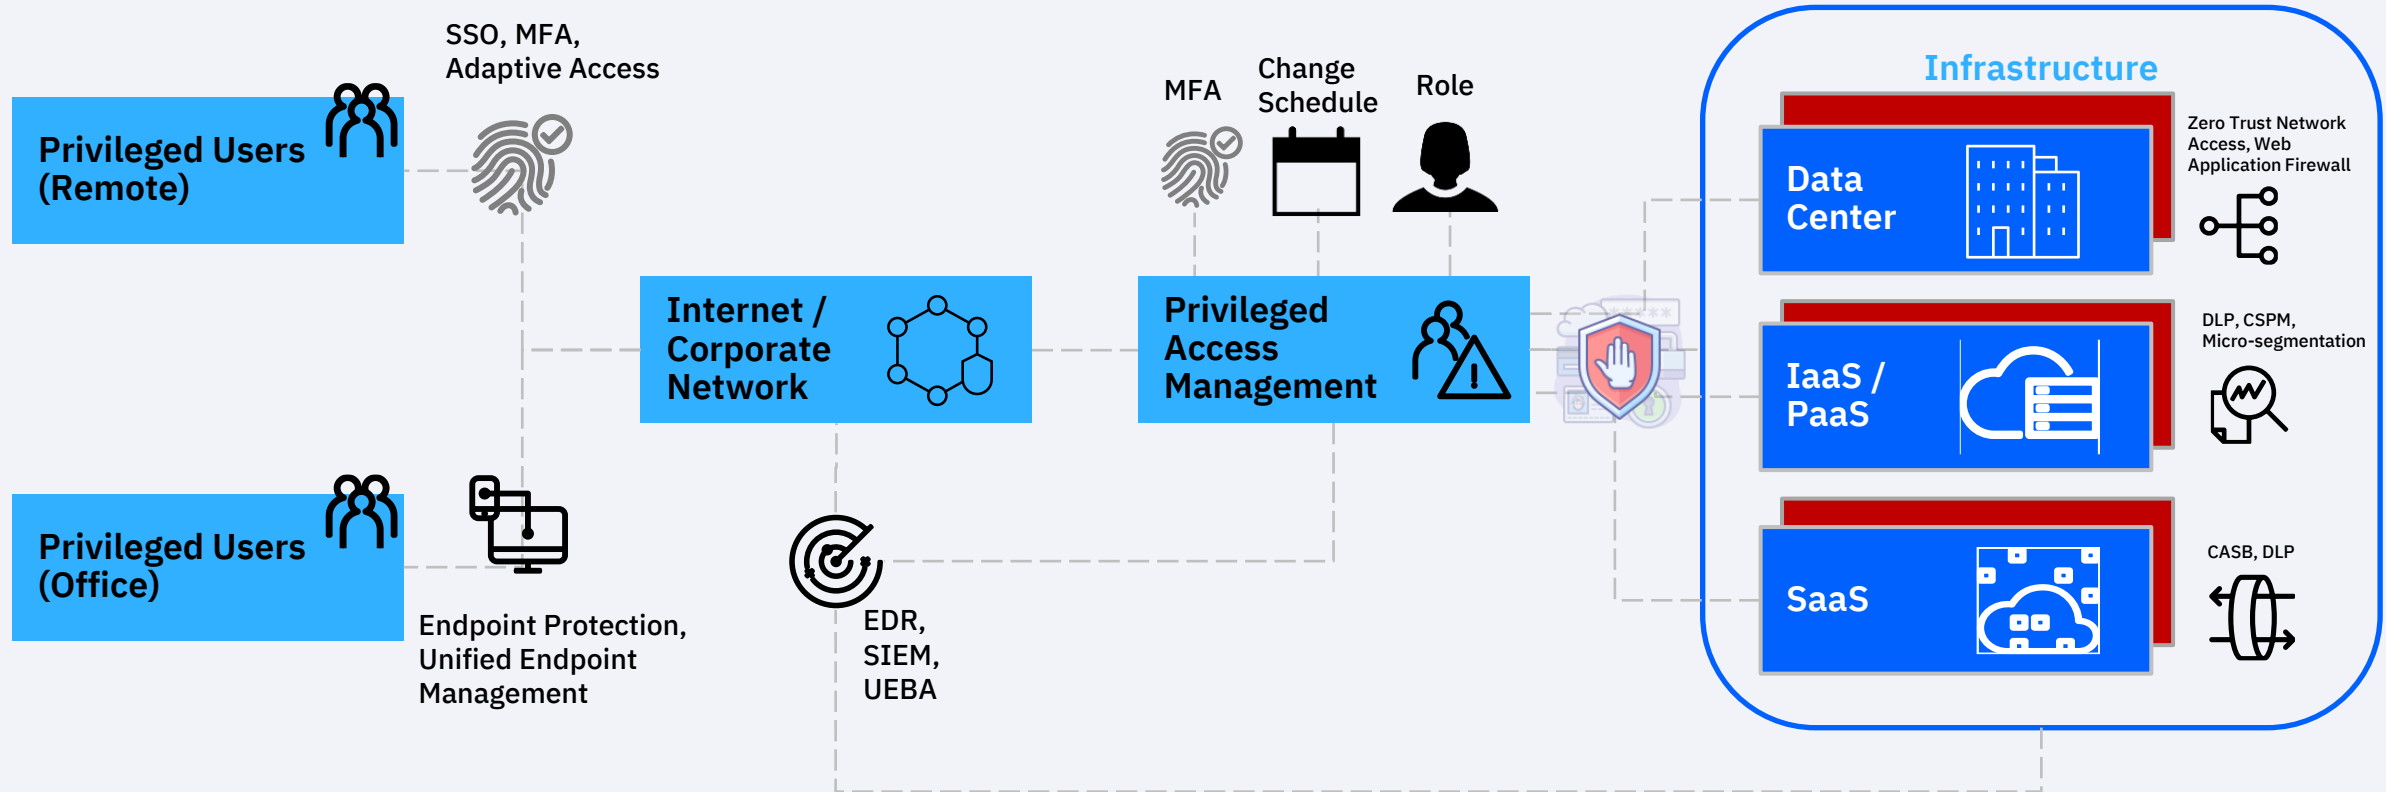 SSO, MFA,
Adaptive Access
Privileged Users
(Remote)
Privileged Users
(Office)
Endpoint Protection,
Unified Endpoint
Management
Internet /
Corporate
Network
EDR,
SIEM,
UEBA
MFA
Change
Schedule
Role
Privileged
Access
Management
Infrastructure
Data
Center
Zero Trust Network
Access, Web
Application Firewall
IaaS /
PaaS
DLP, CSPM,
Micro-segmentation
SaaS
CASB, DLP